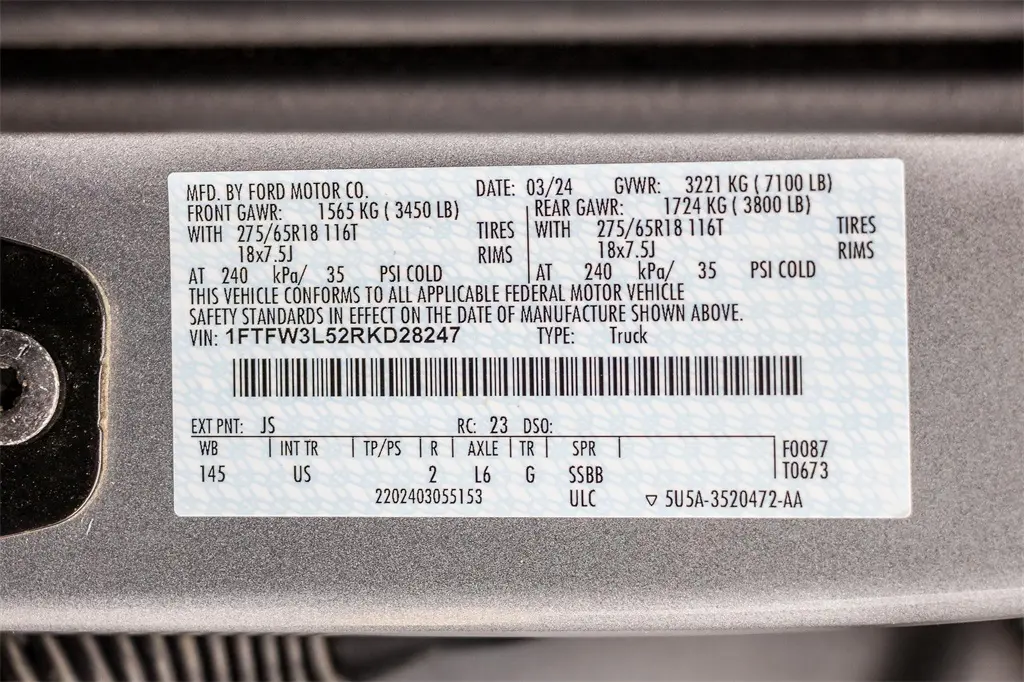 MFD. BY FORD MOTOR CO. DATE: 03/24 GVWR: 3221 KG ( 7100 LB)
FRONT GAWR: 1565 KG ( 3450 LB) REAR GAWR: 1724 KG ( 3800 LB)
WITH 275/65R18 116T TIRES WITH 275/65R18 116T TIRES
18x7.5J RIMS 18x7.5J RIMS
AT 240 kPa/ 35 PSI COLD AT 240 kPa/ 35 PSI COLD
THIS VEHICLE CONFORMS TO ALL APPLICABLE FEDERAL MOTOR VEHICLE
SAFETY STANDARDS IN EFFECT ON THE DATE OF MANUFACTURE SHOWN ABOVE.
VIN: 1FTFW3L52RKD28247 TYPE: Truck
EXT PNT: JS RC: 23 DSO:
WB INT TR TP/PS R AXLE TR SPR F0087
145 US 2 L6 G SSBB T0673
2202403055153 ULC ▽ 5U5A-3520472-AA